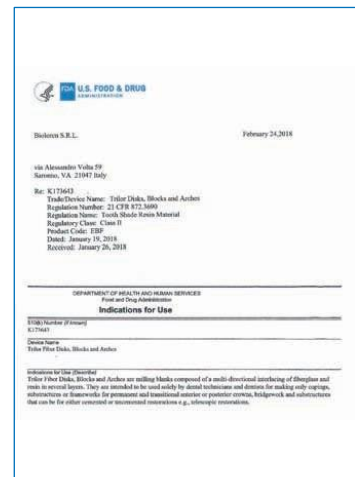 FDA U.S. FOOD & DRUG
ADMINISTRATION
Bioloren S.R.L.
February 24,2018
via Alessandro Volta 59
Saronno, VA 21047 Italy
Re: K173643
Trade/Device Name: Trilor Disks, Blocks and Arches
Regulation Number: 21 CFR 872.3690
Regulation Name: Tooth Shade Resin Material
Regulatory Class: Class II
Product Code: EBF
Dated: January 19, 2018
Received: January 26, 2018
DEPARTMENT OF HEALTH AND HUMAN SERVICES
Food and Drug Administration
Indications for Use
510(k) Number (if known)
K173643
Device Name
Trilor Fiber Disks, Blocks and Arches
Indications for Use (Describe)
Trilor Fiber Disks, Blocks and Arches are milling blanks composed of a multi-directional interlacing of fiberglass and
resin in several layers. They are intended to be used solely by dental technicians and dentists for making only copings,
substructures or frameworks for permanent and transitional anterior or posterior crowns, bridgework and substructures
that can be for either cemented or uncemented restorations e.g., telescopic restorations.